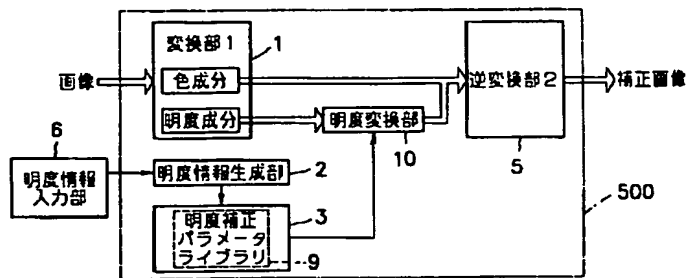 変換部1
1
画像
色成分
明度成分
明度変換部
10
逆変換部2
5
補正画像
6
明度情報
入力部
明度情報生成部
2
3
明度補正
パラメータ
ライブラリ
9
500